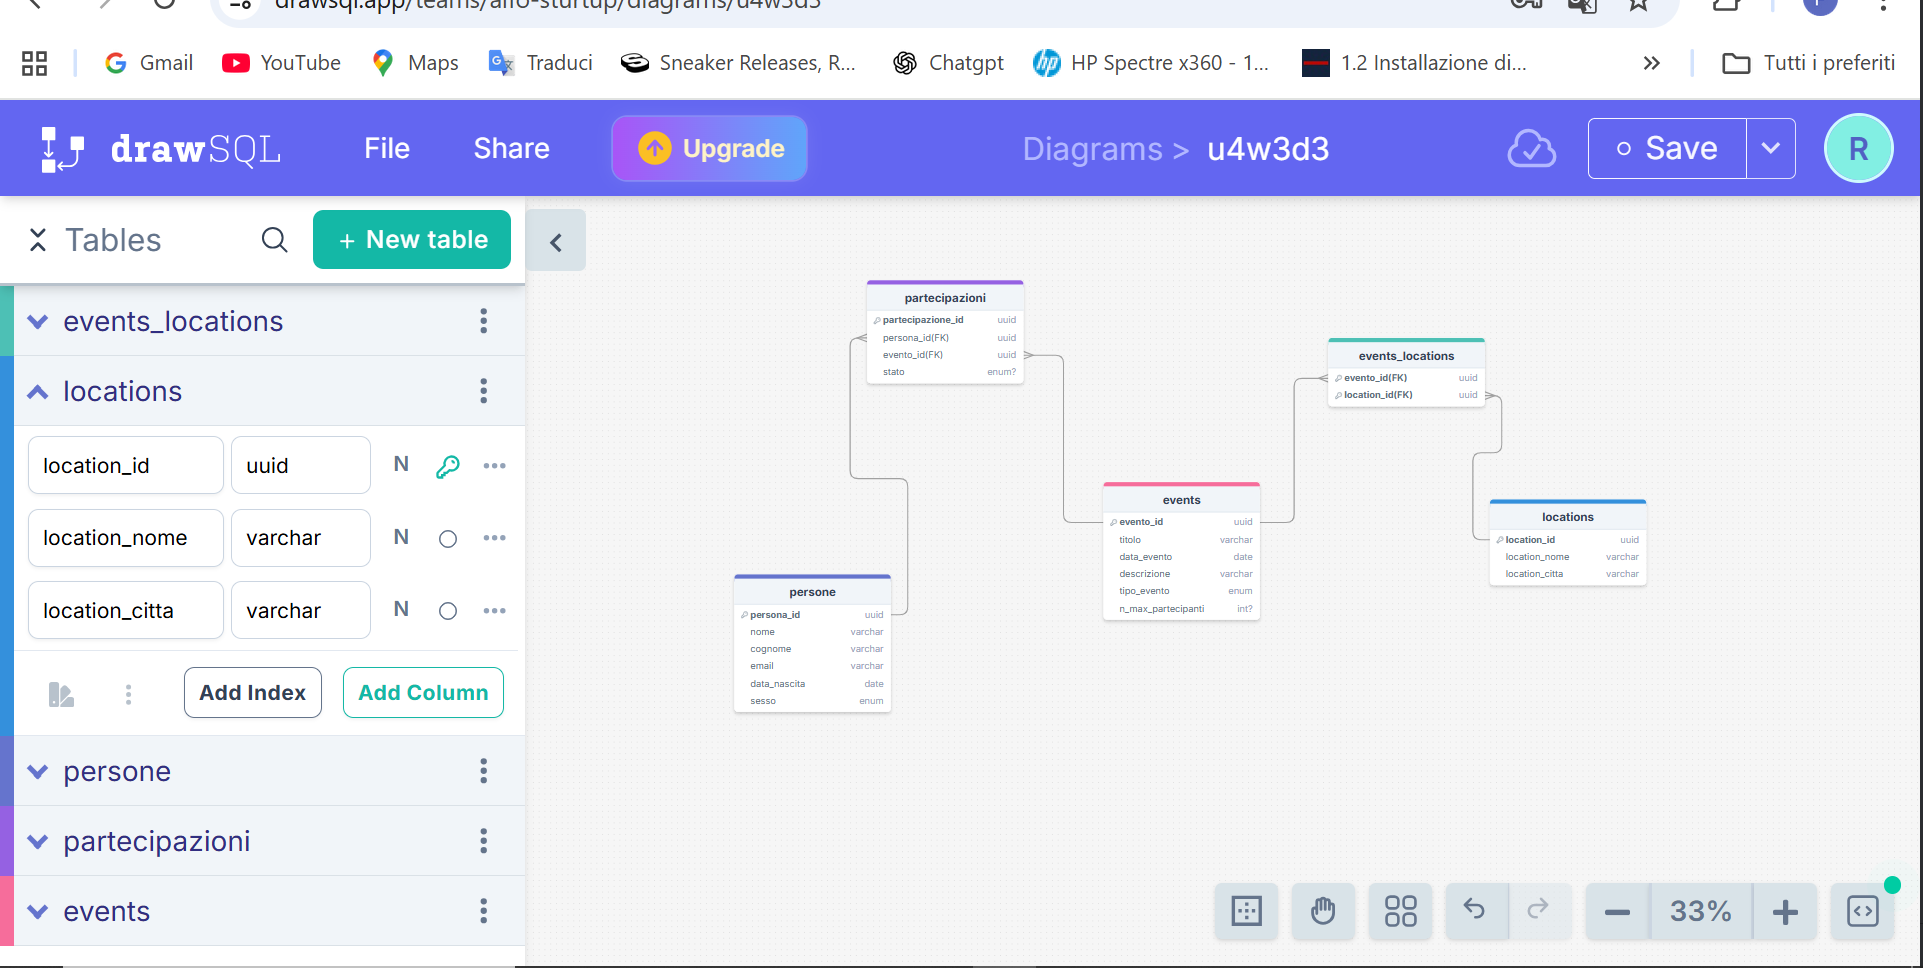 drawsql.app/teams/alfo-sturtup/diagrams/u4w3d3
Gmail
YouTube
Maps
Traduci
Sneaker Releases, R...
Chatgpt
HP Spectre x360 - 1...
1.2 Installazione di...
Tutti i preferiti
drawSQL
File
Share
Upgrade
Diagrams > u4w3d3
Save
R
Tables
+ New table
events_locations
locations
location_id uuid N
location_nome varchar N
location_citta varchar N
Add Index
Add Column
persone
partecipazioni
events
partecipazioni
partecipazione_id uuid
persona_id(FK) uuid
evento_id(FK) uuid
stato enum?
events_locations
evento_id(FK) uuid
location_id(FK) uuid
events
evento_id uuid
titolo varchar
data_evento date
descrizione varchar
tipo_evento enum
n_max_partecipanti int?
locations
location_id uuid
location_nome varchar
location_citta varchar
persone
persona_id uuid
nome varchar
cognome varchar
email varchar
data_nascita date
sesso enum
33%